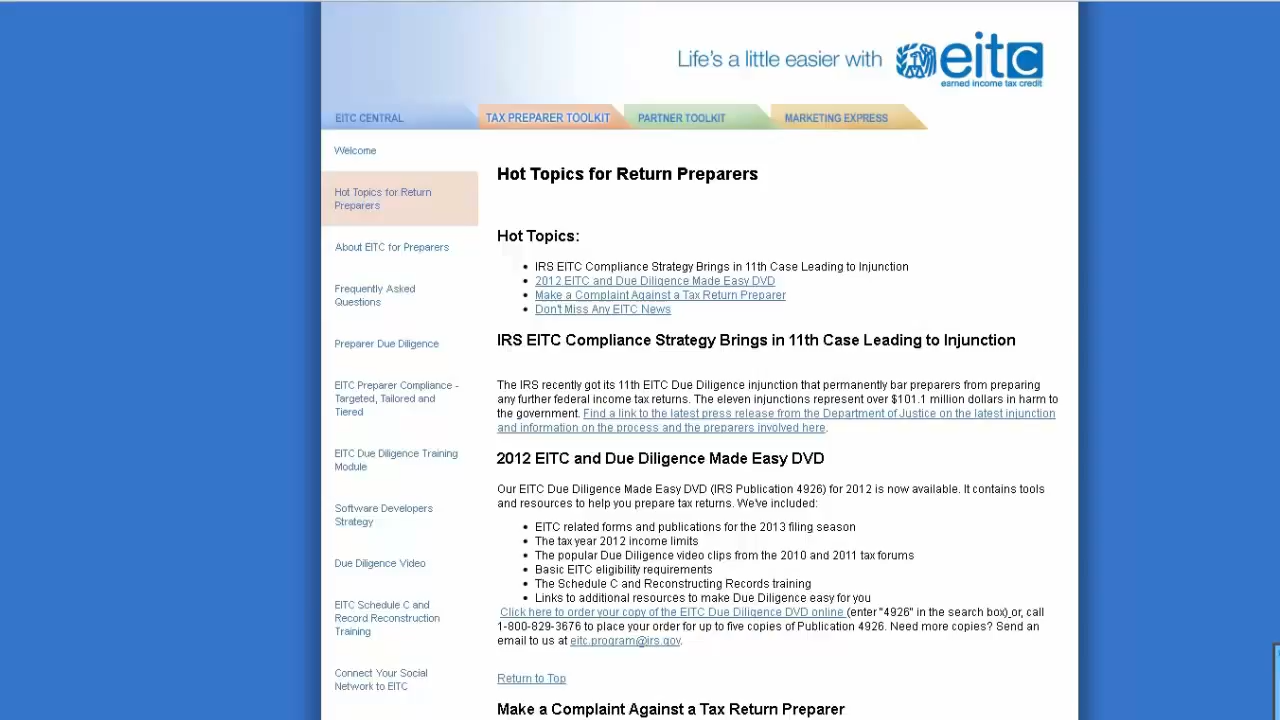 Life's a little easier with eitc
earned income tax credit
EITC CENTRAL
TAX PREPARER TOOLKIT
PARTNER TOOLKIT
MARKETING EXPRESS
Welcome
Hot Topics for Return
Preparers
About EITC for Preparers
Frequently Asked
Questions
Preparer Due Diligence
EITC Preparer Compliance -
Targeted, Tailored and
Tiered
EITC Due Diligence Training
Module
Software Developers
Strategy
Due Diligence Video
EITC Schedule C and
Record Reconstruction
Training
Connect Your Social
Network to EITC
Hot Topics for Return Preparers
Hot Topics:
• IRS EITC Compliance Strategy Brings in 11th Case Leading to Injunction
• 2012 EITC and Due Diligence Made Easy DVD
• Make a Complaint Against a Tax Return Preparer
• Don't Miss Any EITC News
IRS EITC Compliance Strategy Brings in 11th Case Leading to Injunction
The IRS recently got its 11th EITC Due Diligence injunction that permanently bar preparers from preparing
any further federal income tax returns. The eleven injunctions represent over $101.1 million dollars in harm to
the government. Find a link to the latest press release from the Department of Justice on the latest injunction
and information on the process and the preparers involved here.
2012 EITC and Due Diligence Made Easy DVD
Our EITC Due Diligence Made Easy DVD (IRS Publication 4926) for 2012 is now available. It contains tools
and resources to help you prepare tax returns. We've included:
• EITC related forms and publications for the 2013 filing season
• The tax year 2012 income limits
• The popular Due Diligence video clips from the 2010 and 2011 tax forums
• Basic EITC eligibility requirements
• The Schedule C and Reconstructing Records training
• Links to additional resources to make Due Diligence easy for you
Click here to order your copy of the EITC Due Diligence DVD online (enter "4926" in the search box) or, call
1-800-829-3676 to place your order for up to five copies of Publication 4926. Need more copies? Send an
email to us at eitc.program@irs.gov.
Return to Top
Make a Complaint Against a Tax Return Preparer